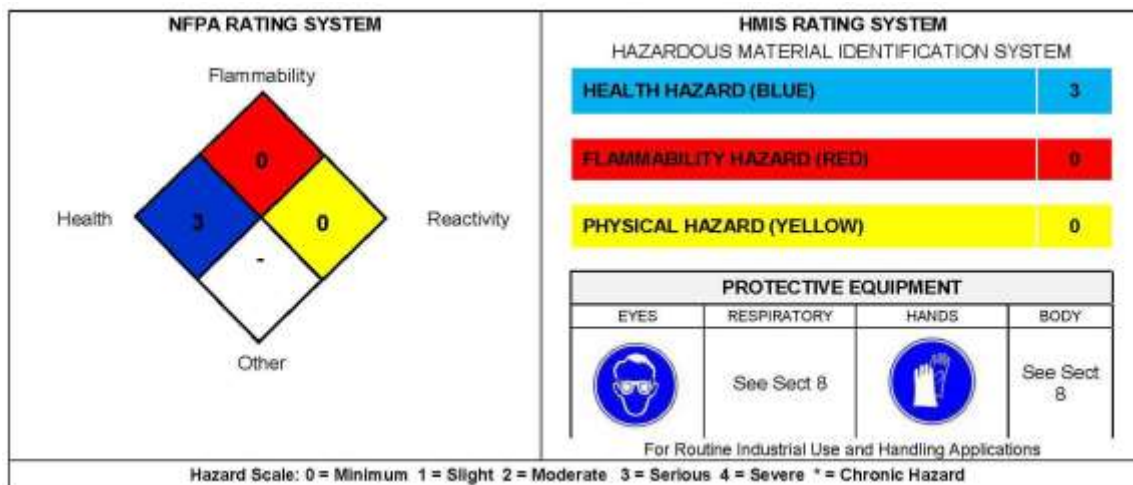 NFPA RATING SYSTEM
Flammability
0
Health
3
0
Reactivity
-
Other
HMIS RATING SYSTEM
HAZARDOUS MATERIAL IDENTIFICATION SYSTEM
HEALTH HAZARD (BLUE) 3
FLAMMABILITY HAZARD (RED) 0
PHYSICAL HAZARD (YELLOW) 0
PROTECTIVE EQUIPMENT
EYES RESPIRATORY HANDS BODY
See Sect 8
See Sect
8
For Routine Industrial Use and Handling Applications
Hazard Scale: 0 = Minimum 1 = Slight 2 = Moderate 3 = Serious 4 = Severe * = Chronic Hazard